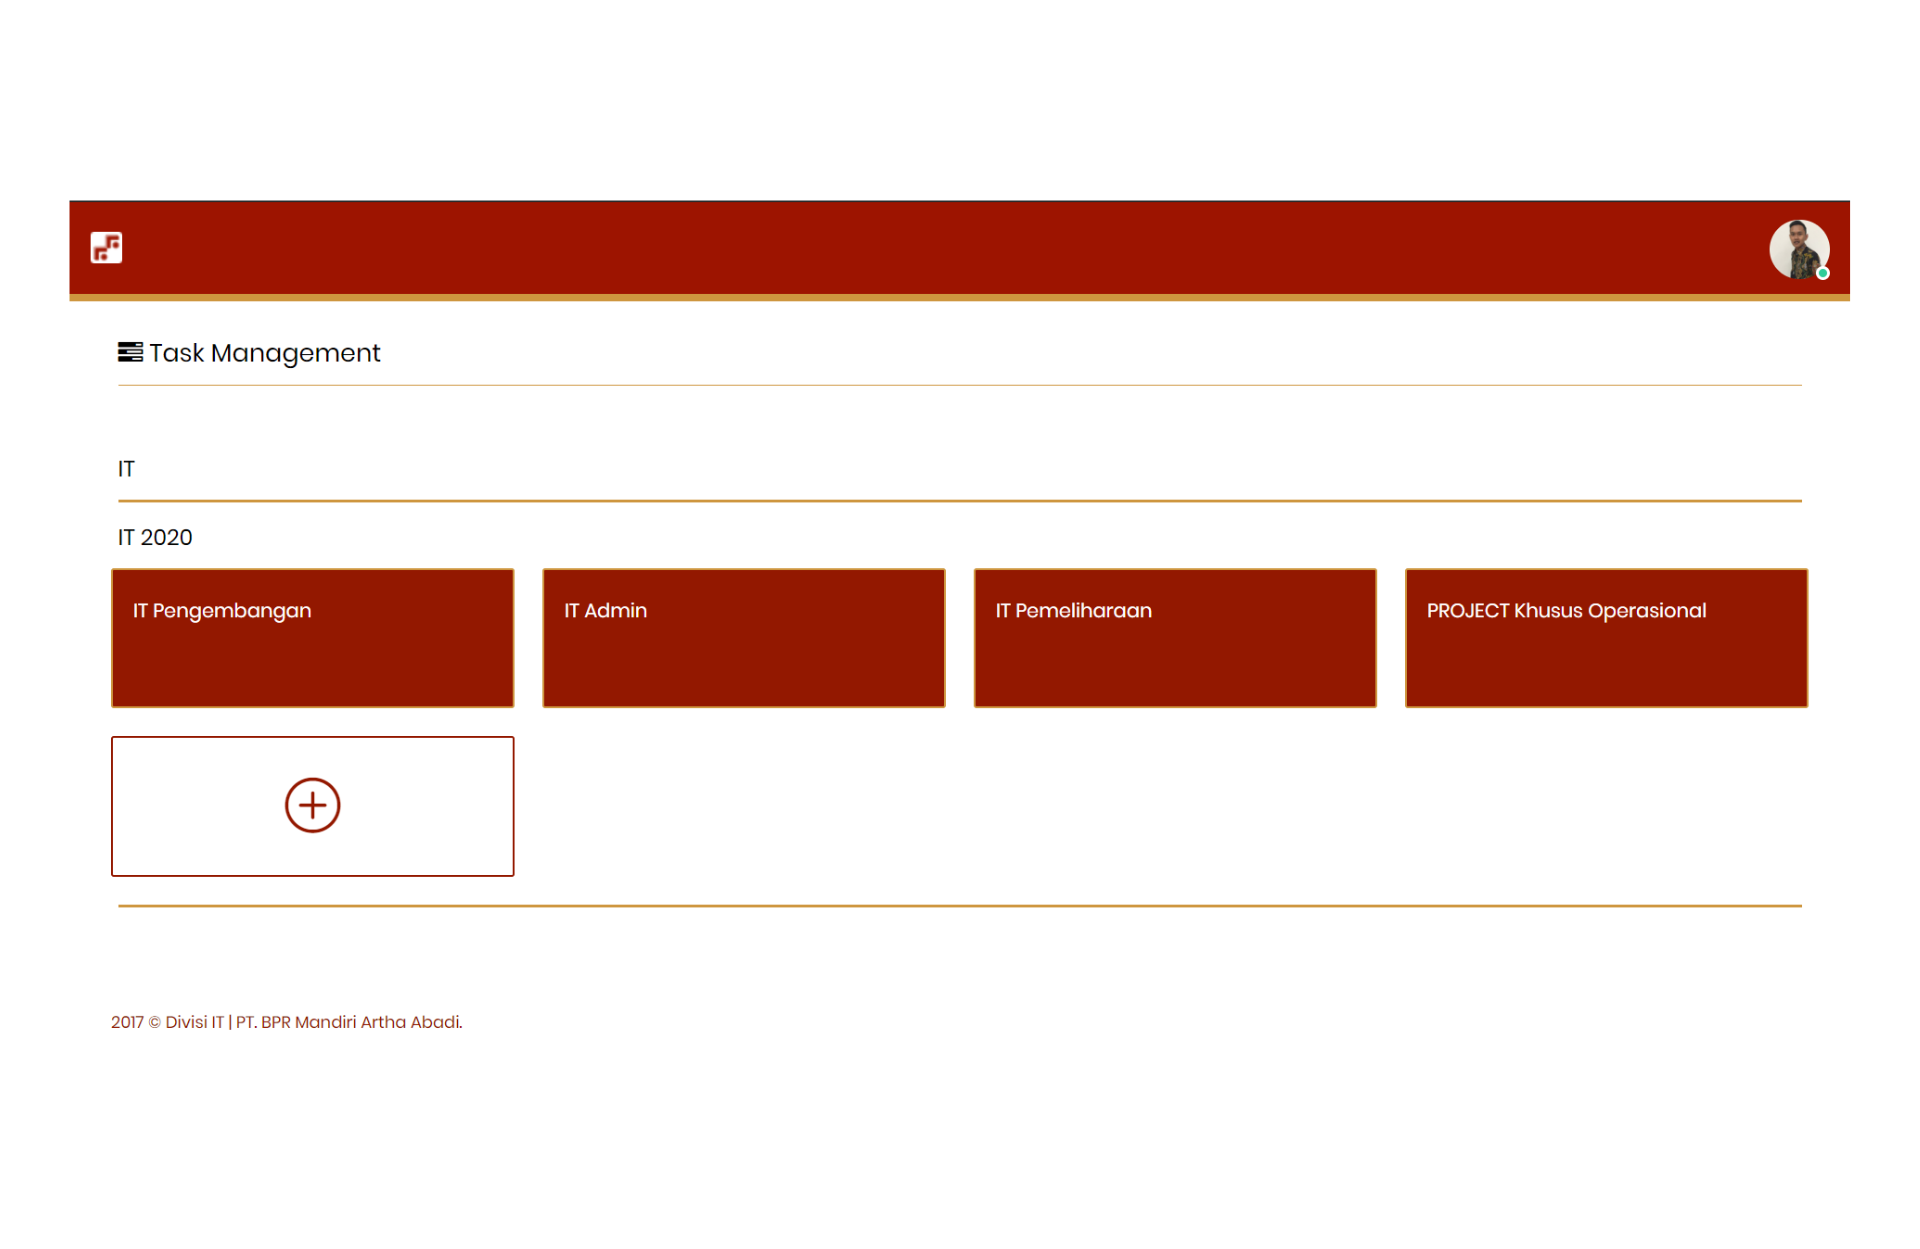 Task Management
IT
IT 2020
IT Pengembangan
IT Admin
IT Pemeliharaan
PROJECT Khusus Operasional
2017 © Divisi IT | PT. BPR Mandiri Artha Abadi.